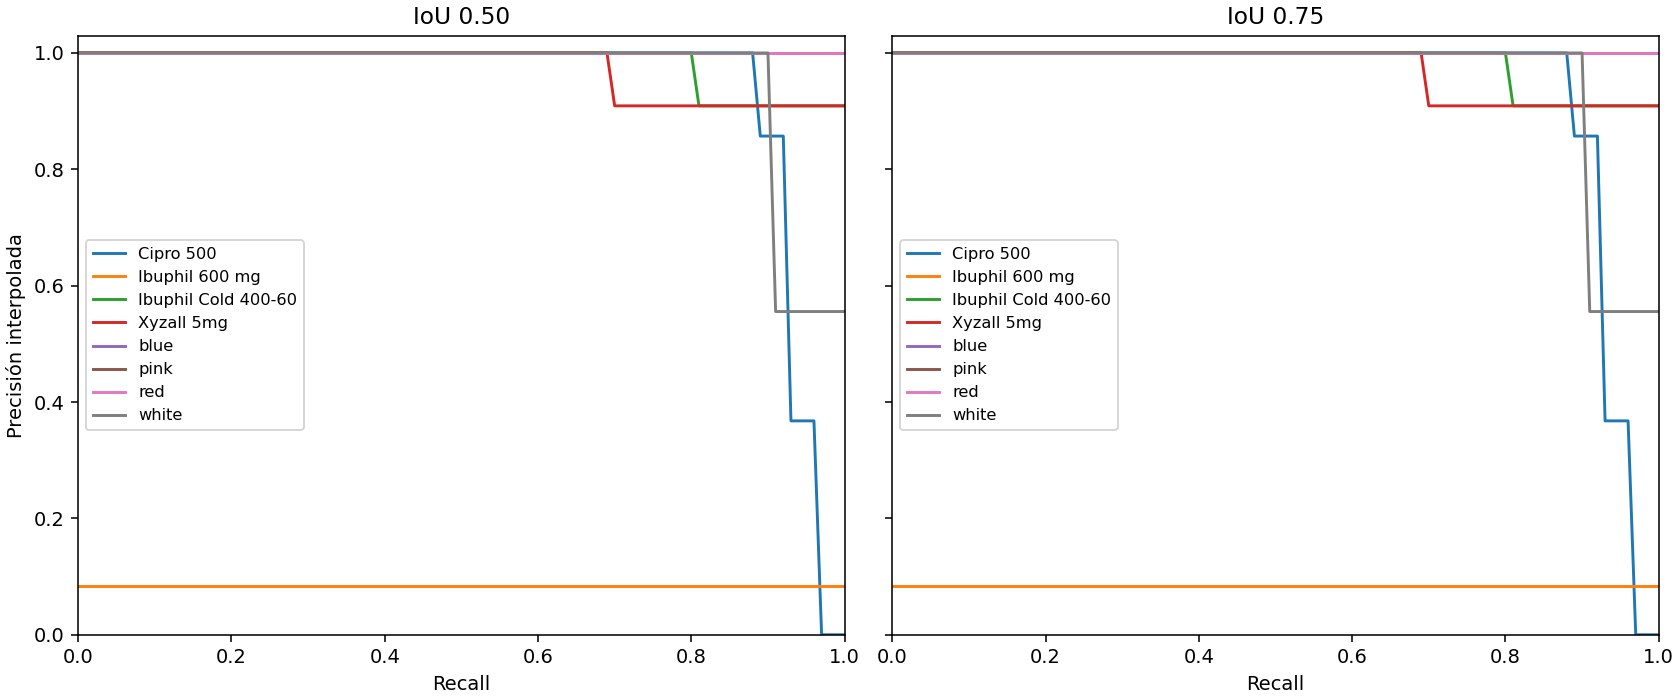 IoU 0.50
Precisión interpolada
1.0
0.8
0.6
0.4
0.2
0.0
Cipro 500
Ibuphil 600 mg
Ibuphil Cold 400-60
Xyzall 5mg
blue
pink
red
white
0.0 0.2 0.4 0.6 0.8 1.0
Recall
IoU 0.75
Cipro 500
Ibuphil 600 mg
Ibuphil Cold 400-60
Xyzall 5mg
blue
pink
red
white
0.0 0.2 0.4 0.6 0.8 1.0
Recall